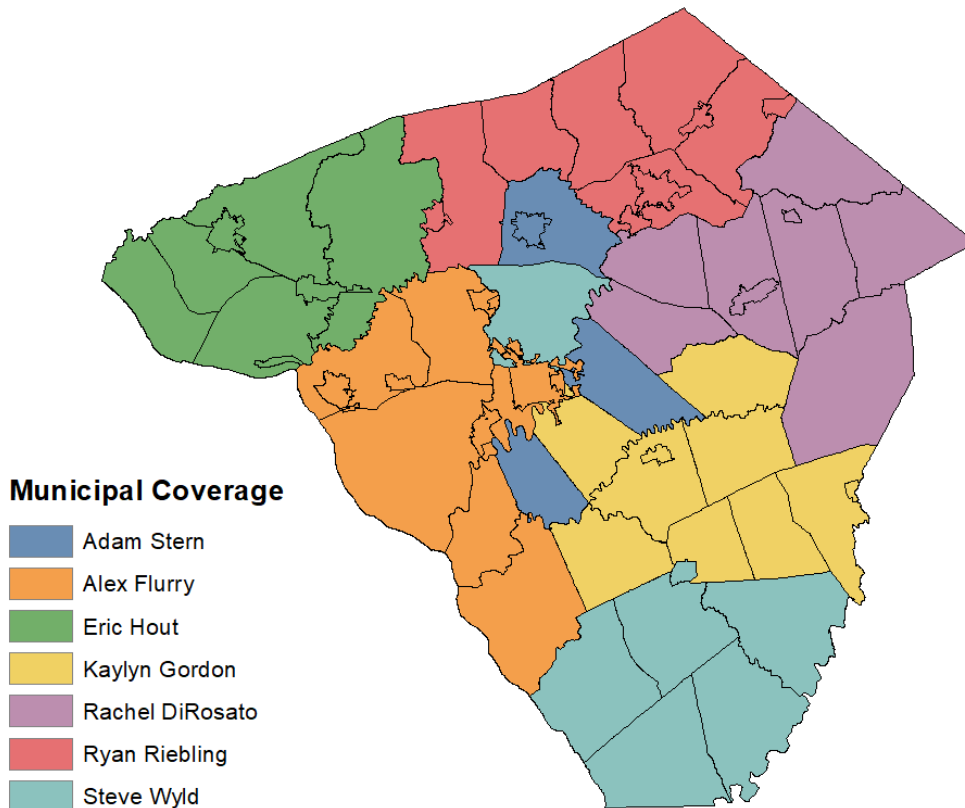 Municipal Coverage
Adam Stern
Alex Flurry
Eric Hout
Kaylyn Gordon
Rachel DiRosato
Ryan Riebling
Steve Wyld